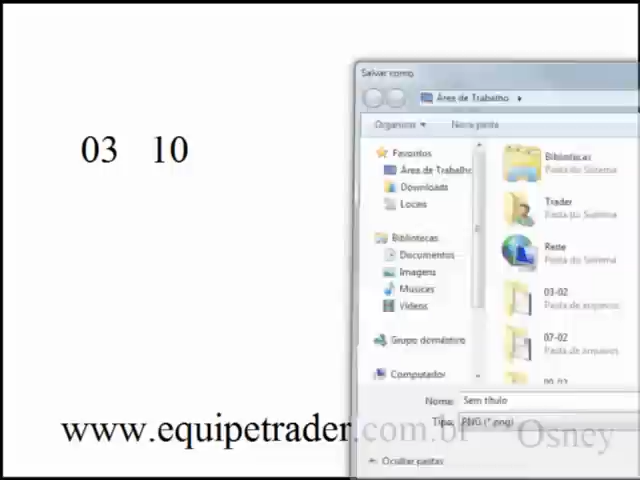 03 10
www.equipetrader.com.br
Osney
Salvar como
Área de Trabalho
Organizar
Nova pasta
Favoritos
Área de Trabalho
Downloads
Locais
Bibliotecas
Documentos
Imagens
Músicas
Vídeos
Grupo doméstico
Computador
Bibliotecas
Pasta do Sistema
Trader
Pasta do Sistema
Rede
Pasta do Sistema
03-02
Pasta de arquivos
07-02
Pasta de arquivos
Nome: Sem título
Tipo: PNG (*.png)
Ocultar pastas